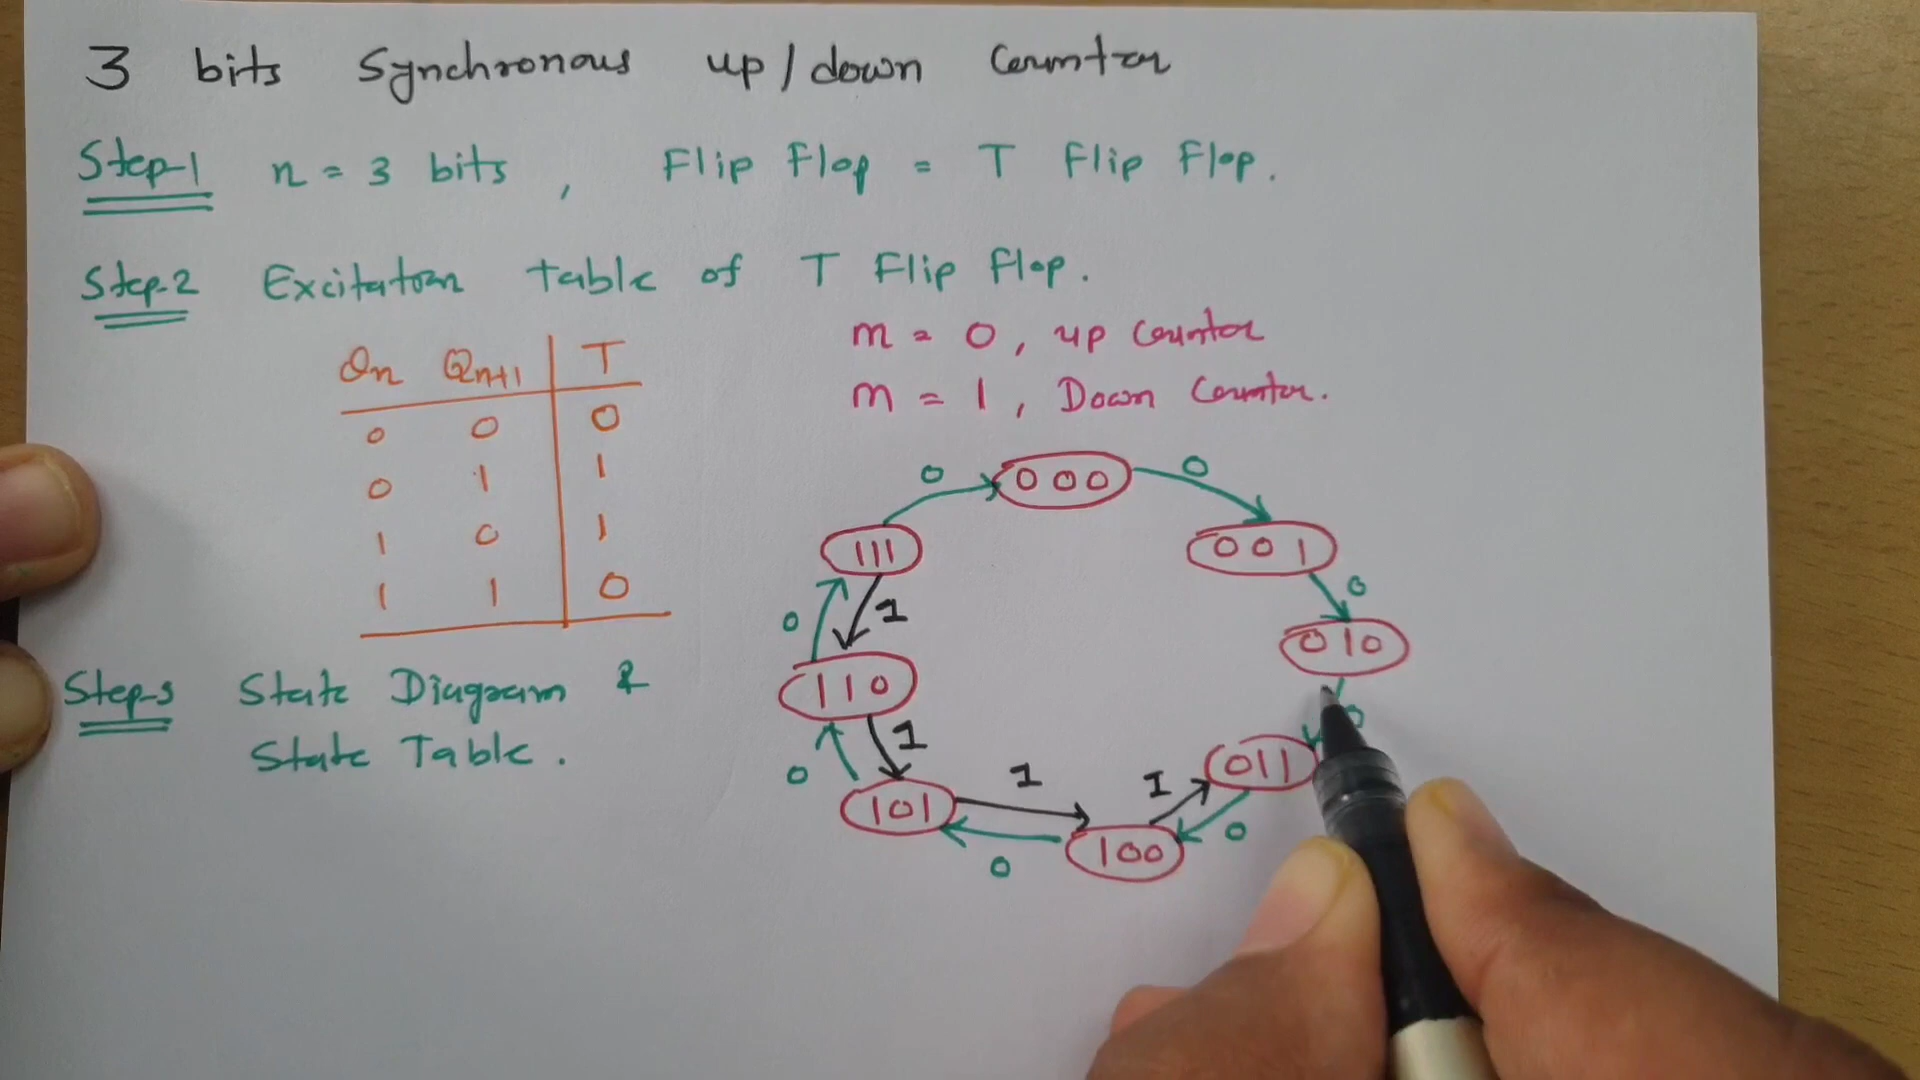 3 bits Synchronous up/down Counter
Step-1 n = 3 bits , Flip Flop = T Flip Flop.
Step-2 Excitation table of T Flip Flop.
m = 0, up Counter
m = 1, Down Counter.
Qn Qn+1 T
0 0 0
0 1 1
1 0 1
1 1 0
Step-3 State Diagram &
State Table.
0 000 0
111 001
0 1 0
110 010
1 0
0 1 1 011
101 100 0
0